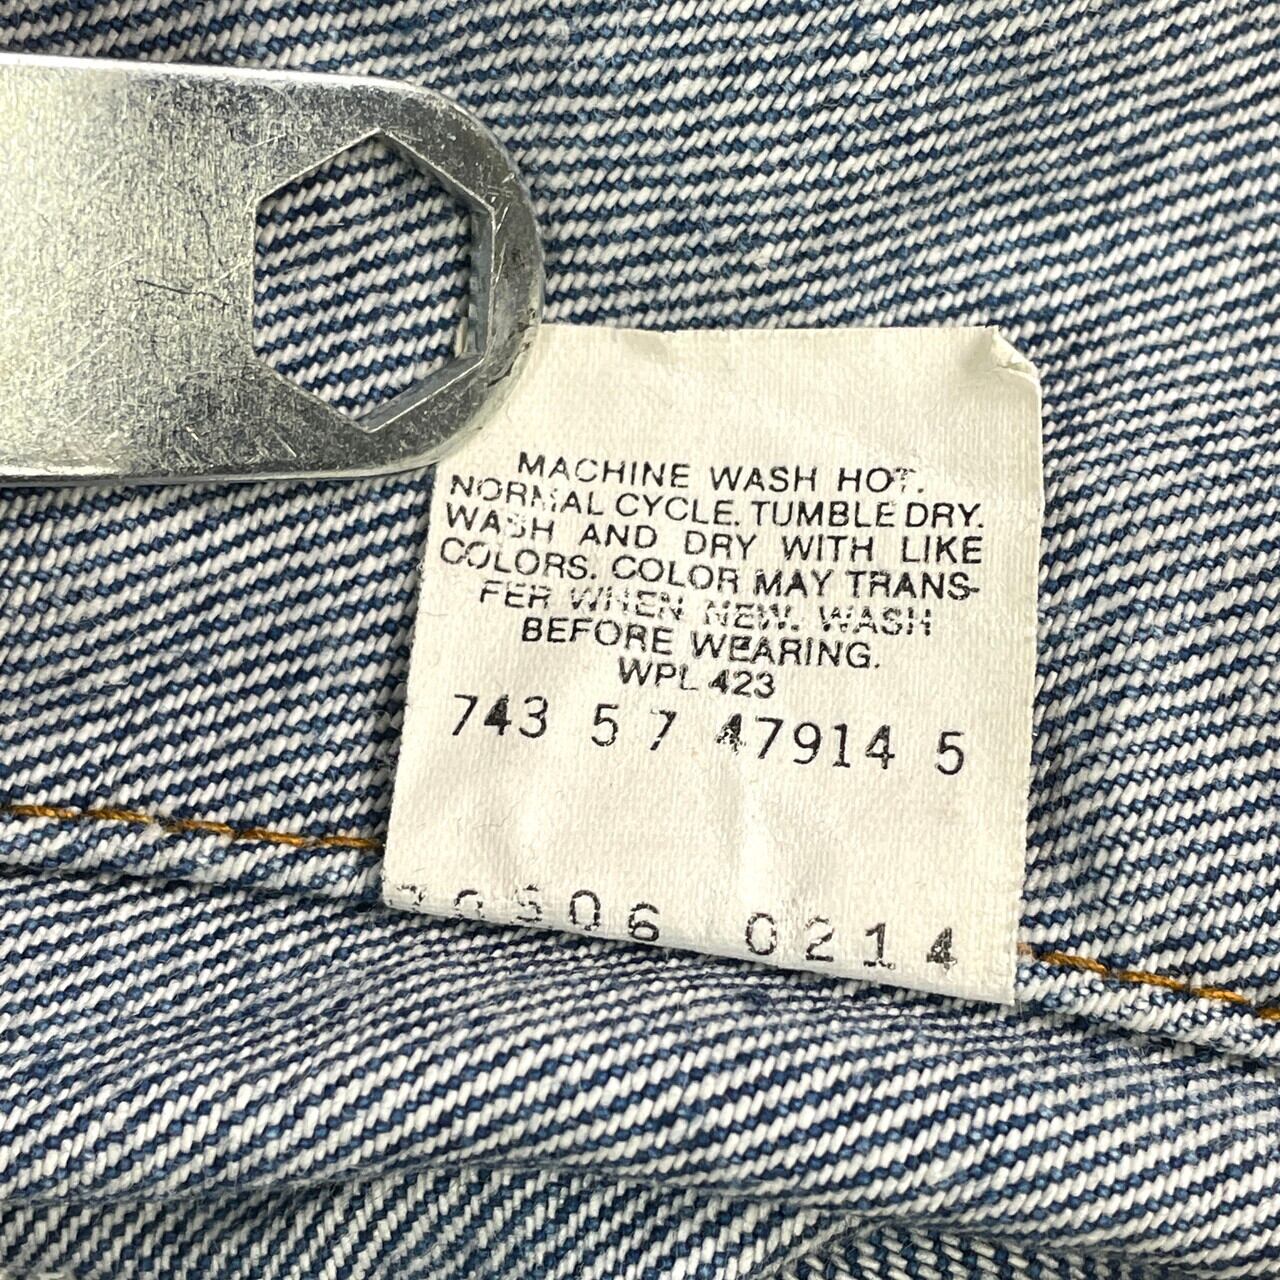 MACHINE WASH HOT.
NORMAL CYCLE. TUMBLE DRY.
WASH AND DRY WITH LIKE
COLORS. COLOR MAY TRANS-
FER WHEN NEW. WASH
BEFORE WEARING.
WPL 423
743 5 7 47914 5
0214